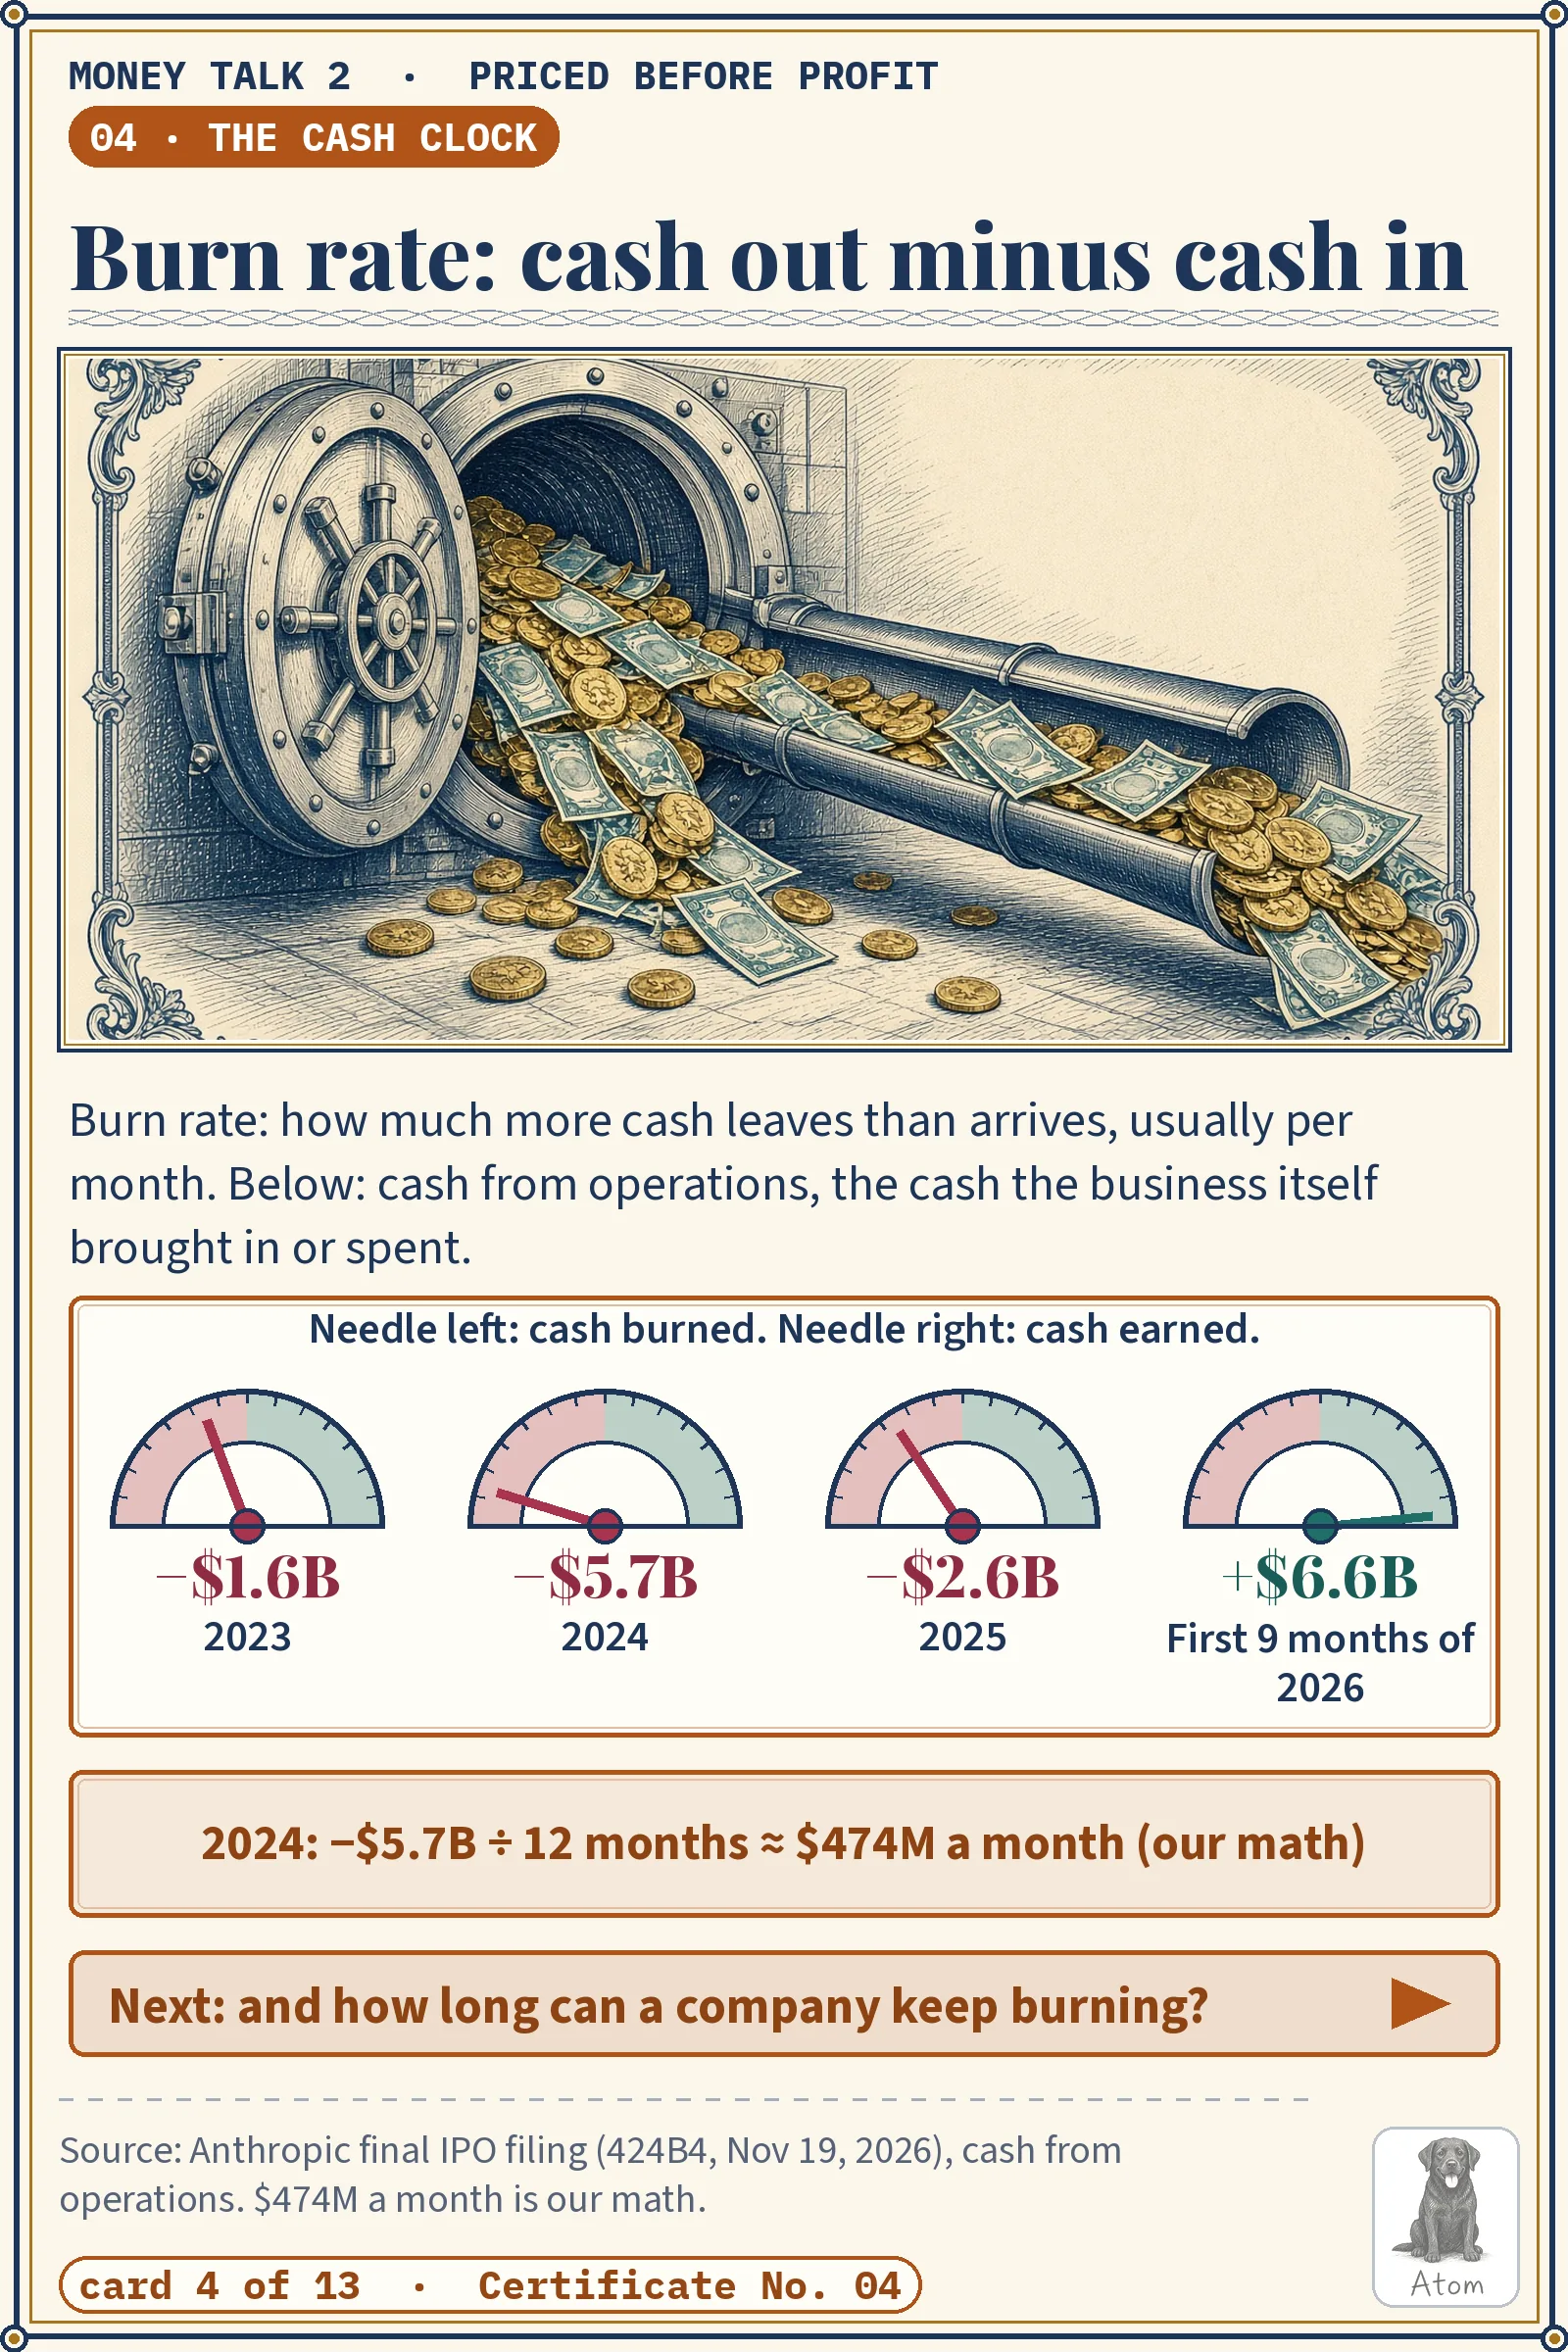 MONEY TALK 2 · PRICED BEFORE PROFIT
04 · THE CASH CLOCK
Burn rate: cash out minus cash in
Burn rate: how much more cash leaves than arrives, usually per
month. Below: cash from operations, the cash the business itself
brought in or spent.
Needle left: cash burned. Needle right: cash earned.
−$1.6B −$5.7B −$2.6B +$6.6B
2023 2024 2025 First 9 months of
2026
2024: −$5.7B ÷ 12 months ≈ $474M a month (our math)
Next: and how long can a company keep burning?
Source: Anthropic final IPO filing (424B4, Nov 19, 2026), cash from
operations. $474M a month is our math.
Atom
card 4 of 13 · Certificate No. 04